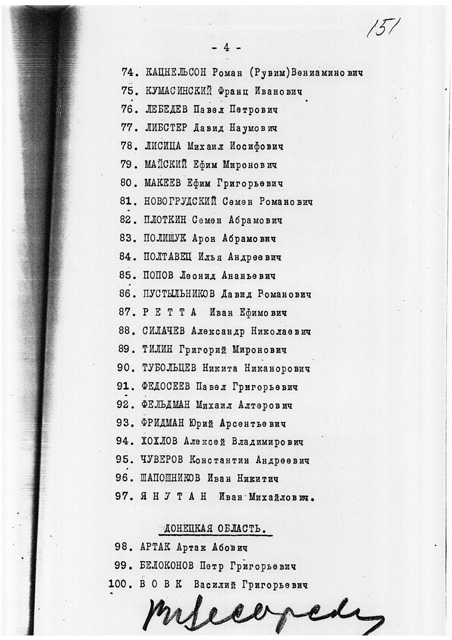 151
- 4 -
74. КАЦНЕЛЬСОН Роман (Рувим)Вениаминович
75. КУМАСИНСКИЙ Франц Иванович
76. ЛЕБЕДЕВ Павел Петрович
77. ЛИБСТЕР Давид Наумович
78. ЛИСИЦА Михаил Иосифович
79. МАЙСКИЙ Ефим Миронович
80. МАКЕЕВ Ефим Григорьевич
81. НОВОГРУДСКИЙ Семен Романович
82. ПЛОТКИН Семен Абрамович
83. ПОЛИЩУК Арон Абрамович
84. ПОЛТАВЕЦ Илья Андреевич
85. ПОПОВ Леонид Ананьевич
86. ПУСТЫЛЬНИКОВ Давид Романович
87. Р Е Т Т А Иван Ефимович
88. СИЛАЧЕВ Александр Николаевич
89. ТИЛИН Григорий Миронович
90. ТУБОЛЬЦЕВ Никита Никанорович
91. ФЕДОСЕЕВ Павел Григорьевич
92. ФЕЛЬДМАН Михаил Алтерович
93. ФРИДМАН Юрий Арсентьевич
94. ХОХЛОВ Алексей Владимирович
95. ЧУВЕРОВ Константин Андреевич
96. ШАПОШНИКОВ Иван Никитич
97. Я Н У Т А Н Иван Михайлович.
ДОНЕЦКАЯ ОБЛАСТЬ.
98. АРТАК Артак Абович
99. БЕЛОКОНОВ Петр Григорьевич
100. В О В К Василий Григорьевич